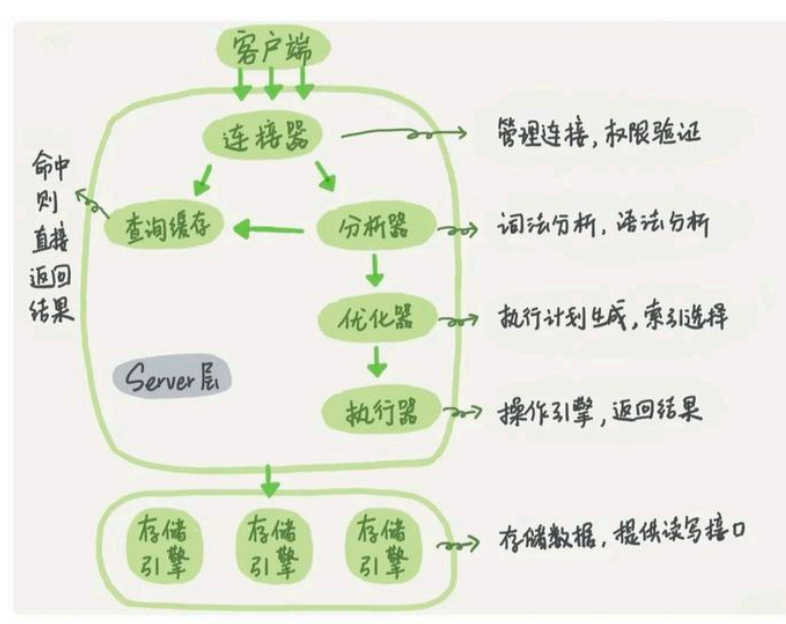 客户端
连接器
管理连接,权限验证
命中
则
直接
返回
结果
查询缓存
分析器
词法分析,语法分析
优化器
执行计划生成,索引选择
Server层
执行器
操作引擎,返回结果
存储
引擎
存储
引擎
存储
引擎
存储数据,提供读写接口